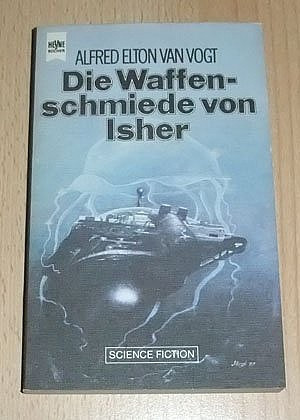 HEYNE
BÜCHER
ALFRED ELTON VAN VOGT
Die Waffen-
schmiede von
Isher
SCIENCE FICTION